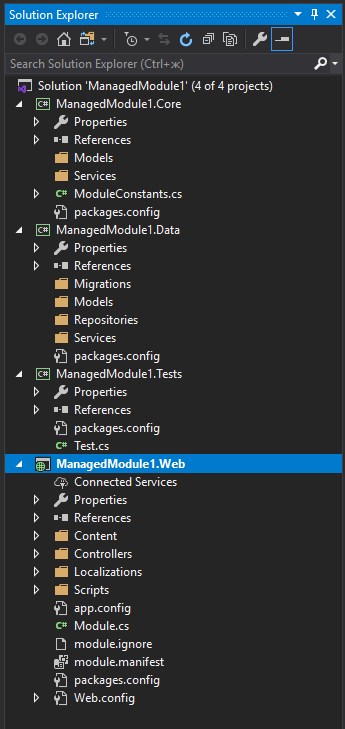 Solution Explorer
Search Solution Explorer (Ctrl+ж)
Solution 'ManagedModule1' (4 of 4 projects)
C# ManagedModule1.Core
Properties
References
Models
Services
C# ModuleConstants.cs
packages.config
C# ManagedModule1.Data
Properties
References
Migrations
Models
Repositories
Services
packages.config
C# ManagedModule1.Tests
Properties
References
packages.config
C# Test.cs
ManagedModule1.Web
Connected Services
Properties
References
Content
Controllers
Localizations
Scripts
app.config
C# Module.cs
module.ignore
module.manifest
packages.config
Web.config